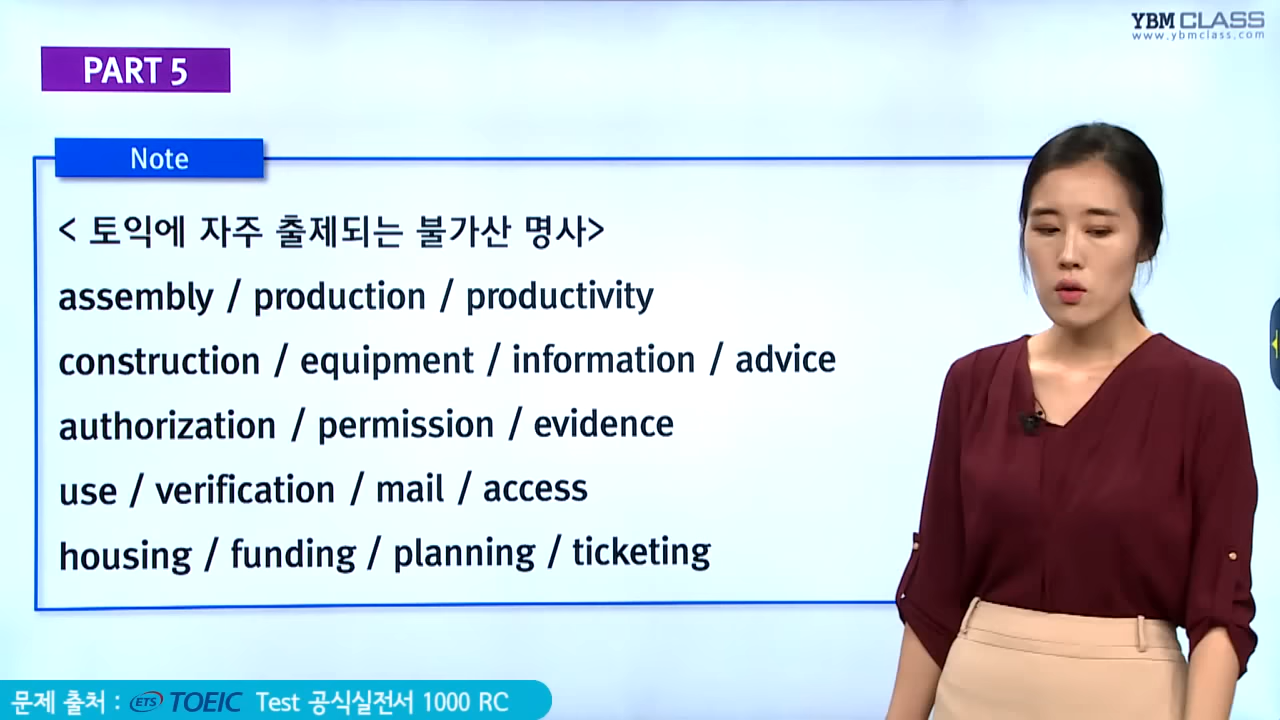 YBM CLASS
www.ybmclass.com
PART 5
Note
< 토익에 자주 출제되는 불가산 명사>
assembly / production / productivity
construction / equipment / information / advice
authorization / permission / evidence
use / verification / mail / access
housing / funding / planning / ticketing
문제 출처 : ETS TOEIC Test 공식실전서 1000 RC